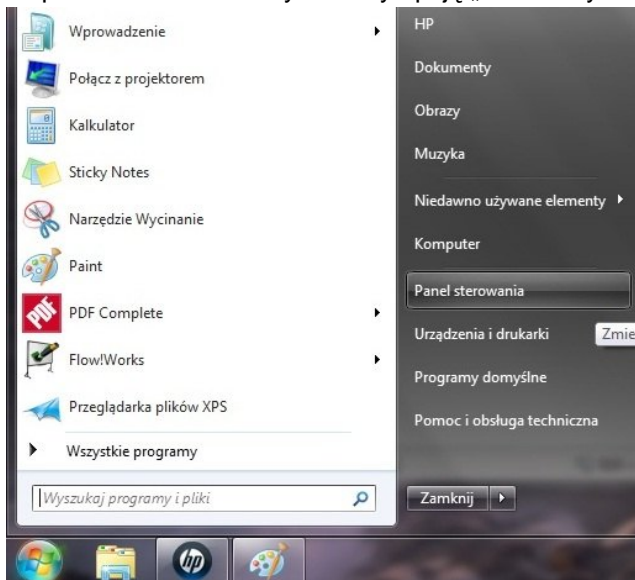 Wprowadzenie
Połącz z projektorem
Kalkulator
Sticky Notes
Narzędzie Wycinanie
Paint
PDF Complete
Flow!Works
Przeglądarka plików XPS
Wszystkie programy
Wyszukaj programy i pliki
HP
Dokumenty
Obrazy
Muzyka
Niedawno używane elementy
Komputer
Panel sterowania
Urządzenia i drukarki
Zmie
Programy domyślne
Pomoc i obsługa techniczna
Zamknij
PDF
hp